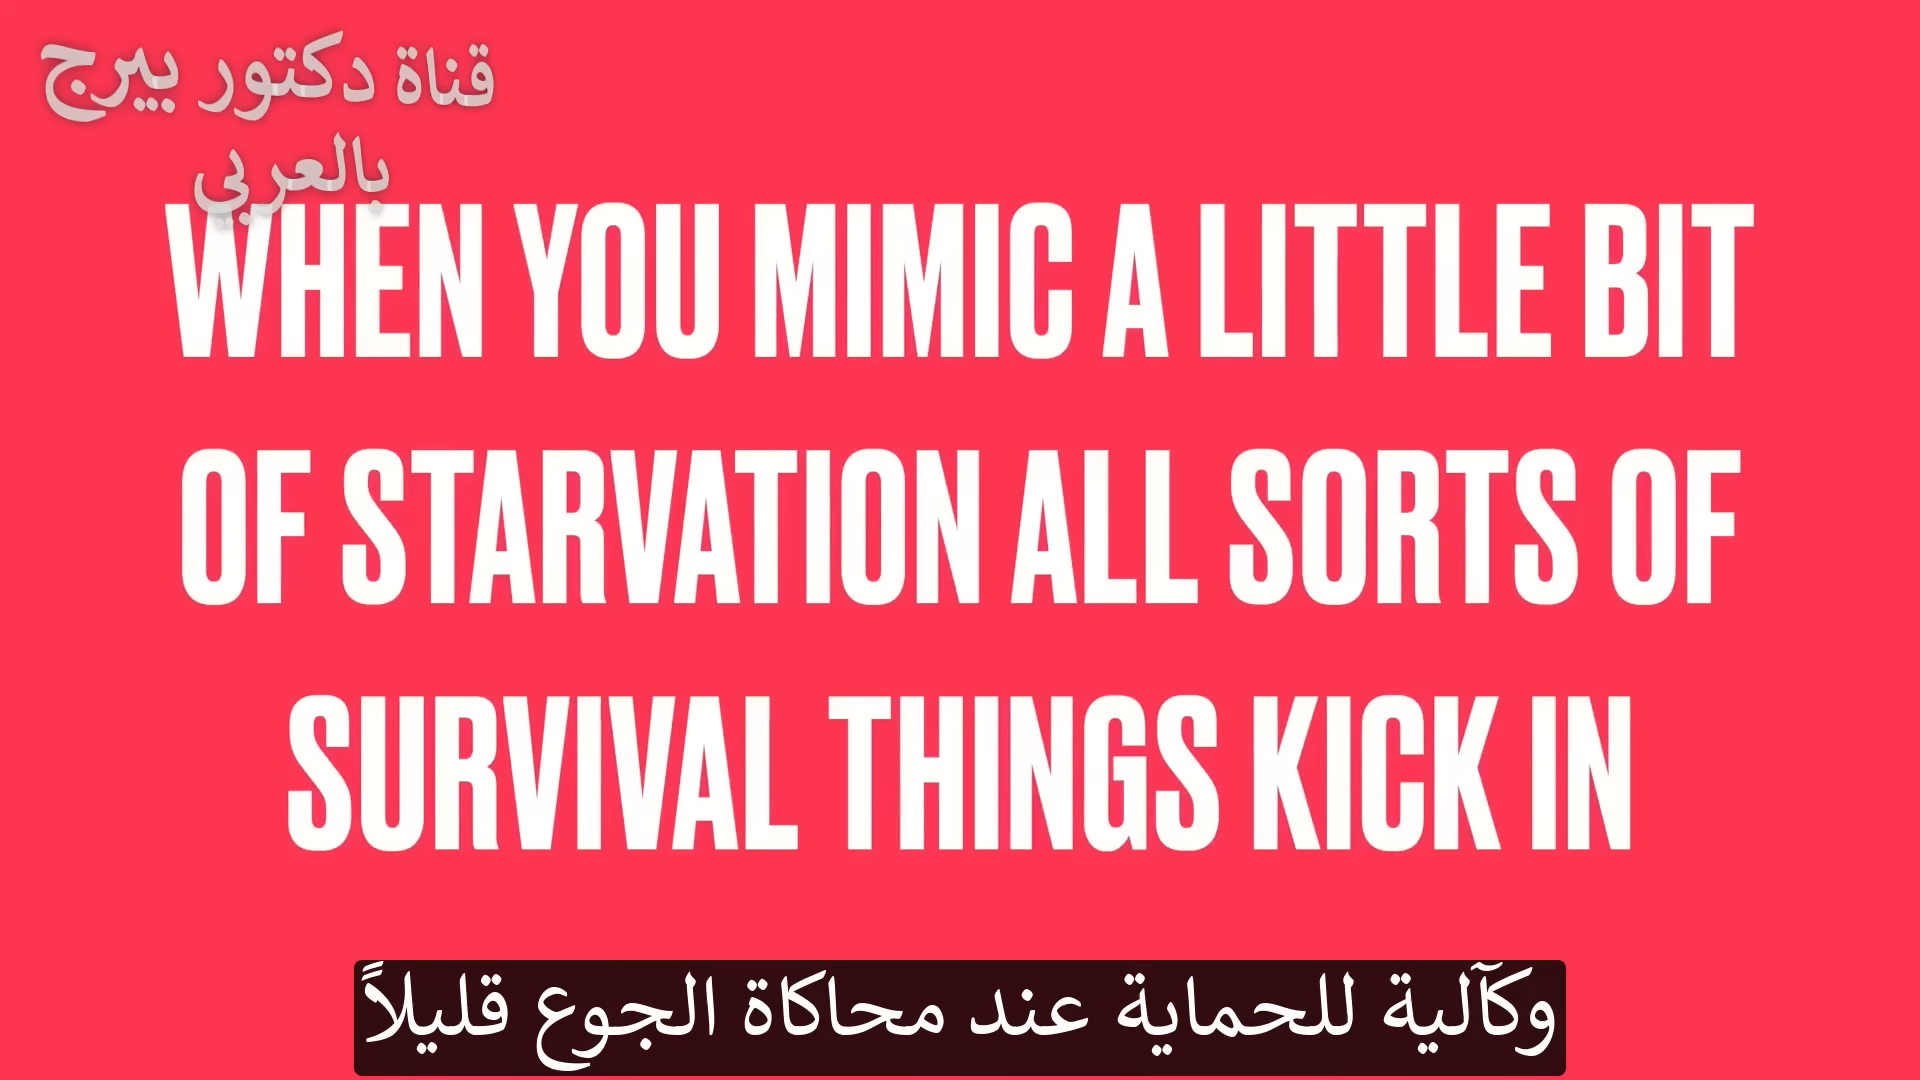 قناة دكتور بيرج
بالعربي
WHEN YOU MIMIC A LITTLE BIT
OF STARVATION ALL SORTS OF
SURVIVAL THINGS KICK IN
وكآلية للحماية عند محاكاة الجوع قليلاً